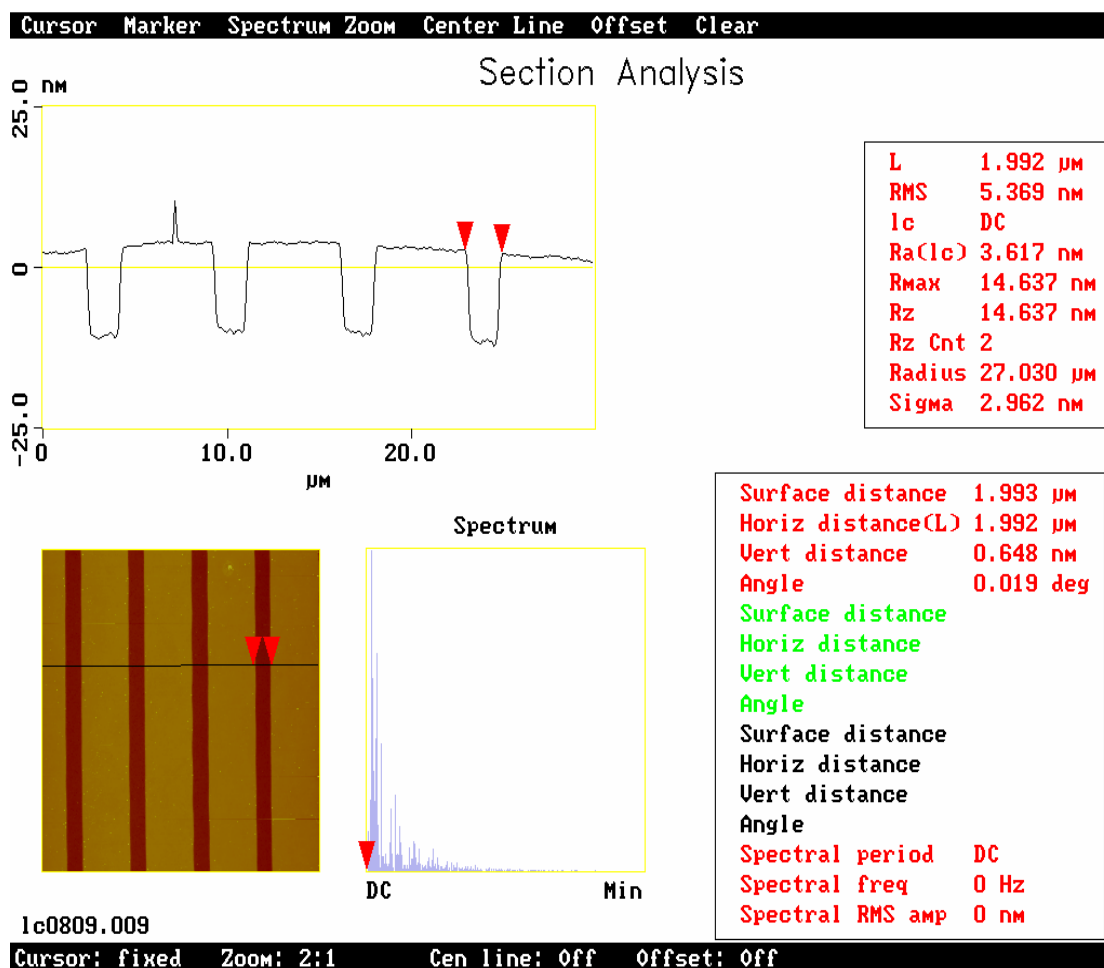 Cursor Marker Spectrum Zoom Center Line Offset Clear
Section Analysis
25.0 nm
0
-25.0
0 10.0 20.0
µm
L 1.992 µm
RMS 5.369 nm
lc DC
Ra(lc) 3.617 nm
Rmax 14.637 nm
Rz 14.637 nm
Rz Cnt 2
Radius 27.030 µm
Sigma 2.962 nm
Surface distance 1.993 µm
Horiz distance(L) 1.992 µm
Vert distance 0.648 nm
Angle 0.019 deg
Surface distance
Horiz distance
Vert distance
Angle
Surface distance
Horiz distance
Vert distance
Angle
Spectral period DC
Spectral freq 0 Hz
Spectral RMS amp 0 nm
Spectrum
DC Min
lc0809.009
Cursor: fixed Zoom: 2:1 Cen line: Off Offset: Off